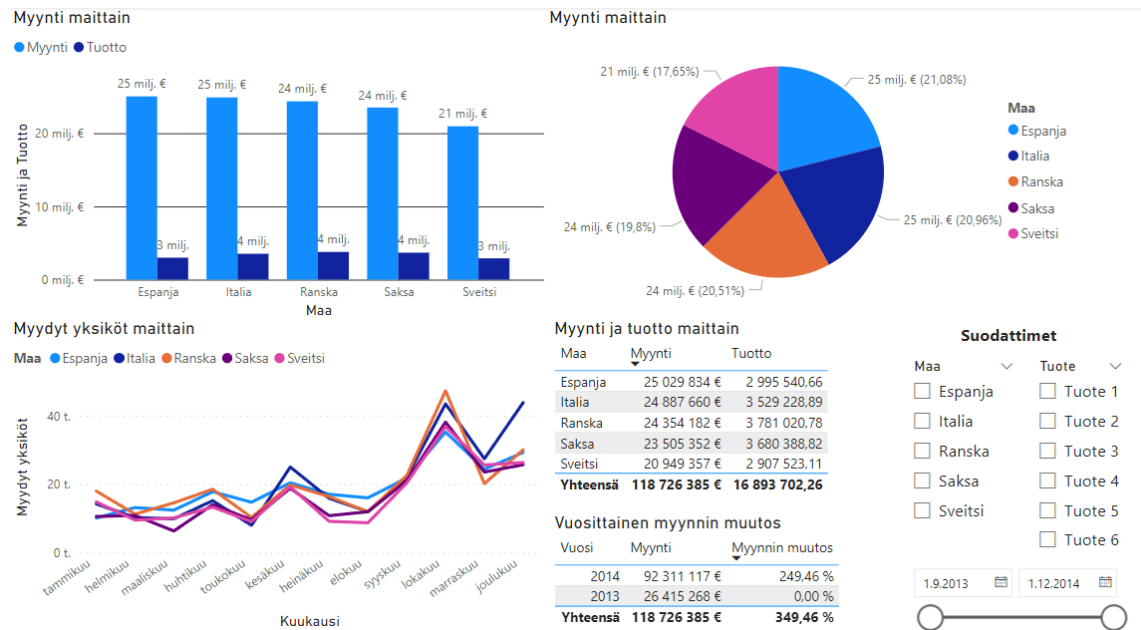 Myynti maittain
Myynti Tuotto
Myynti ja Tuotto
20 milj. €
10 milj. €
0 milj. €
25 milj. €
25 milj. €
24 milj. €
24 milj. €
21 milj. €
3 milj.
4 milj.
4 milj.
4 milj.
3 milj.
Espanja Italia Ranska Saksa Sveitsi
Maa
Myynti maittain
21 milj. € (17,65%)
25 milj. € (21,08%)
25 milj. € (20,96%)
24 milj. € (19,8%)
24 milj. € (20,51%)
Maa
Espanja
Italia
Ranska
Saksa
Sveitsi
Myydyt yksiköt maittain
Maa Espanja Italia Ranska Saksa Sveitsi
Myydyt yksiköt
40 t.
20 t.
0 t.
tammikuu helmikuu maaliskuu huhtikuu toukokuu kesäkuu heinäkuu elokuu syyskuu lokakuu marraskuu joulukuu
Kuukausi
Myynti ja tuotto maittain
Maa Myynti Tuotto
Espanja 25 029 834 € 2 995 540,66
Italia 24 887 660 € 3 529 228,89
Ranska 24 354 182 € 3 781 020,78
Saksa 23 505 352 € 3 680 388,82
Sveitsi 20 949 357 € 2 907 523,11
Yhteensä 118 726 385 € 16 893 702,26
Vuosittainen myynnin muutos
Vuosi Myynti Myynnin muutos
2014 92 311 117 € 249,46 %
2013 26 415 268 € 0,00 %
Yhteensä 118 726 385 € 349,46 %
Suodattimet
Maa
Espanja
Italia
Ranska
Saksa
Sveitsi
Tuote
Tuote 1
Tuote 2
Tuote 3
Tuote 4
Tuote 5
Tuote 6
1.9.2013 1.12.2014